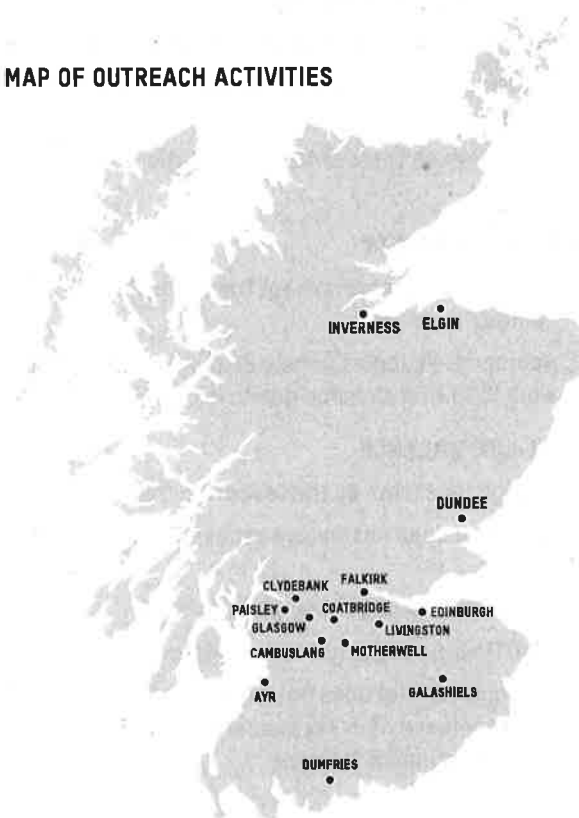 MAP OF OUTREACH ACTIVITIES
INVERNESS
ELGIN
DUNDEE
CLYDEBANK
FALKIRK
PAISLEY
COATBRIDGE
EDINBURGH
GLASGOW
LIVINGSTON
CAMBUSLANG
MOTHERWELL
AYR
GALASHIELS
DUMFRIES